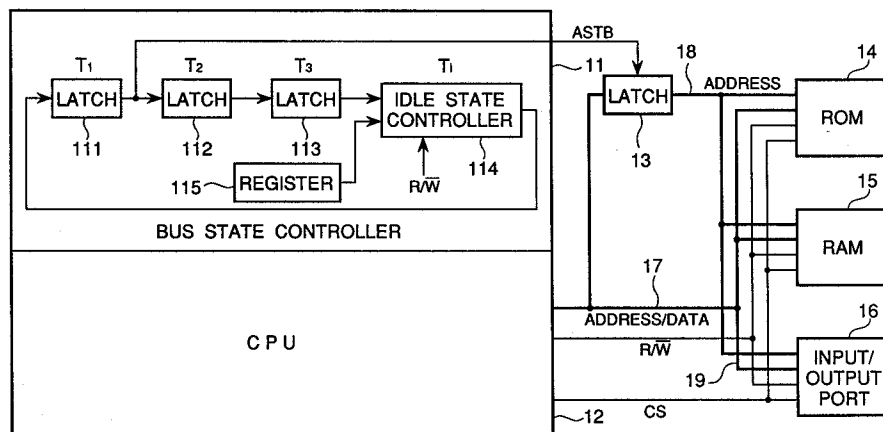 ASTB
T1
T2
T3
TI
11
18
ADDRESS
14
LATCH
LATCH
LATCH
IDLE STATE
CONTROLLER
LATCH
ROM
111
112
113
114
13
115
REGISTER
R/W̅
15
BUS STATE CONTROLLER
RAM
17
ADDRESS/DATA
16
CPU
R/W̅
INPUT/
OUTPUT
PORT
19
CS
12